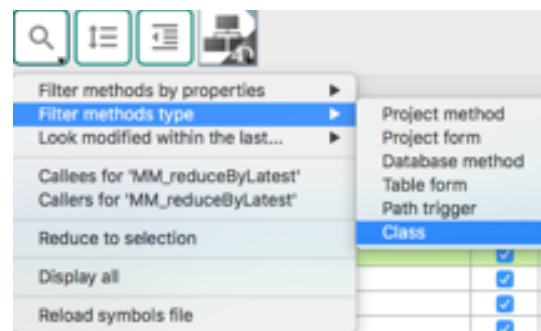 Filter methods by properties
Filter methods type
Look modified within the last...
Callees for 'MM_reduceByLatest'
Callers for 'MM_reduceByLatest'
Reduce to selection
Display all
Reload symbols file
Project method
Project form
Database method
Table form
Path trigger
Class